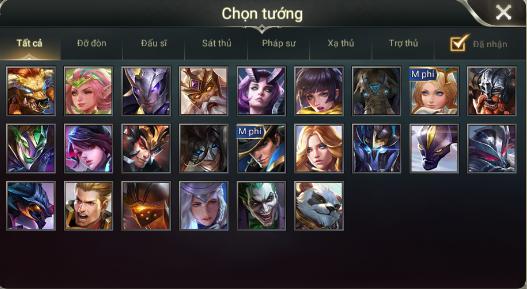 Chọn tướng
Tất cả Đỡ đòn Đấu sĩ Sát thủ Pháp sư Xạ thủ Trợ thủ Đã nhận
M phí
M phí